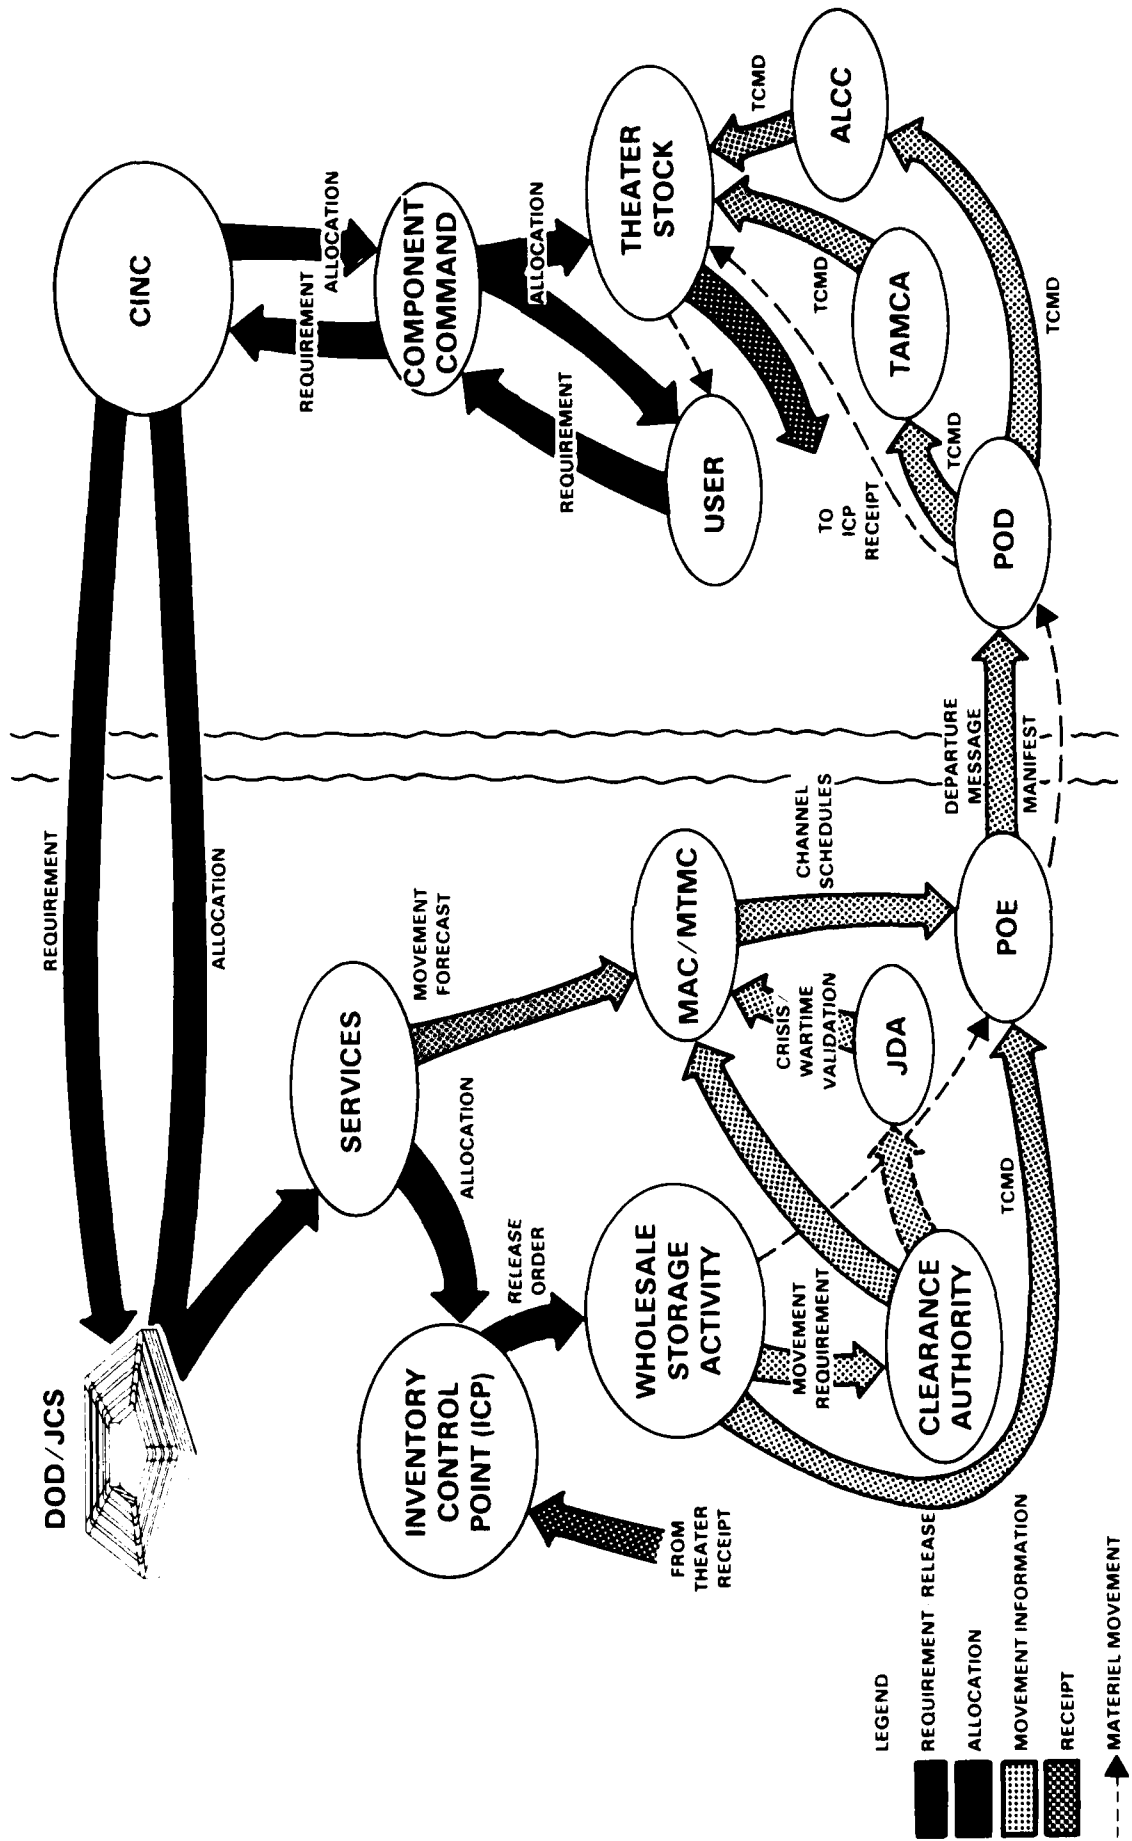 DOD/JCS
REQUIREMENT
ALLOCATION
CINC
REQUIREMENT
ALLOCATION
COMPONENT
COMMAND
REQUIREMENT
ALLOCATION
SERVICES
ALLOCATION
MOVEMENT
FORECAST
INVENTORY
CONTROL
POINT (ICP)
RELEASE
ORDER
FROM
THEATER
RECEIPT
WHOLESALE
STORAGE
ACTIVITY
MOVEMENT
REQUIREMENT
CLEARANCE
AUTHORITY
MAC/MTMC
CRISIS/
WARTIME
VALIDATION
JDA
CHANNEL
SCHEDULES
TCMD
POE
DEPARTURE
MESSAGE
MANIFEST
USER
THEATER
STOCK
TO
ICP
RECEIPT
POD
TCMD
TAMCA
TCMD
TCMD
ALCC
TCMD
LEGEND
REQUIREMENT RELEASE
ALLOCATION
MOVEMENT INFORMATION
RECEIPT
MATERIEL MOVEMENT